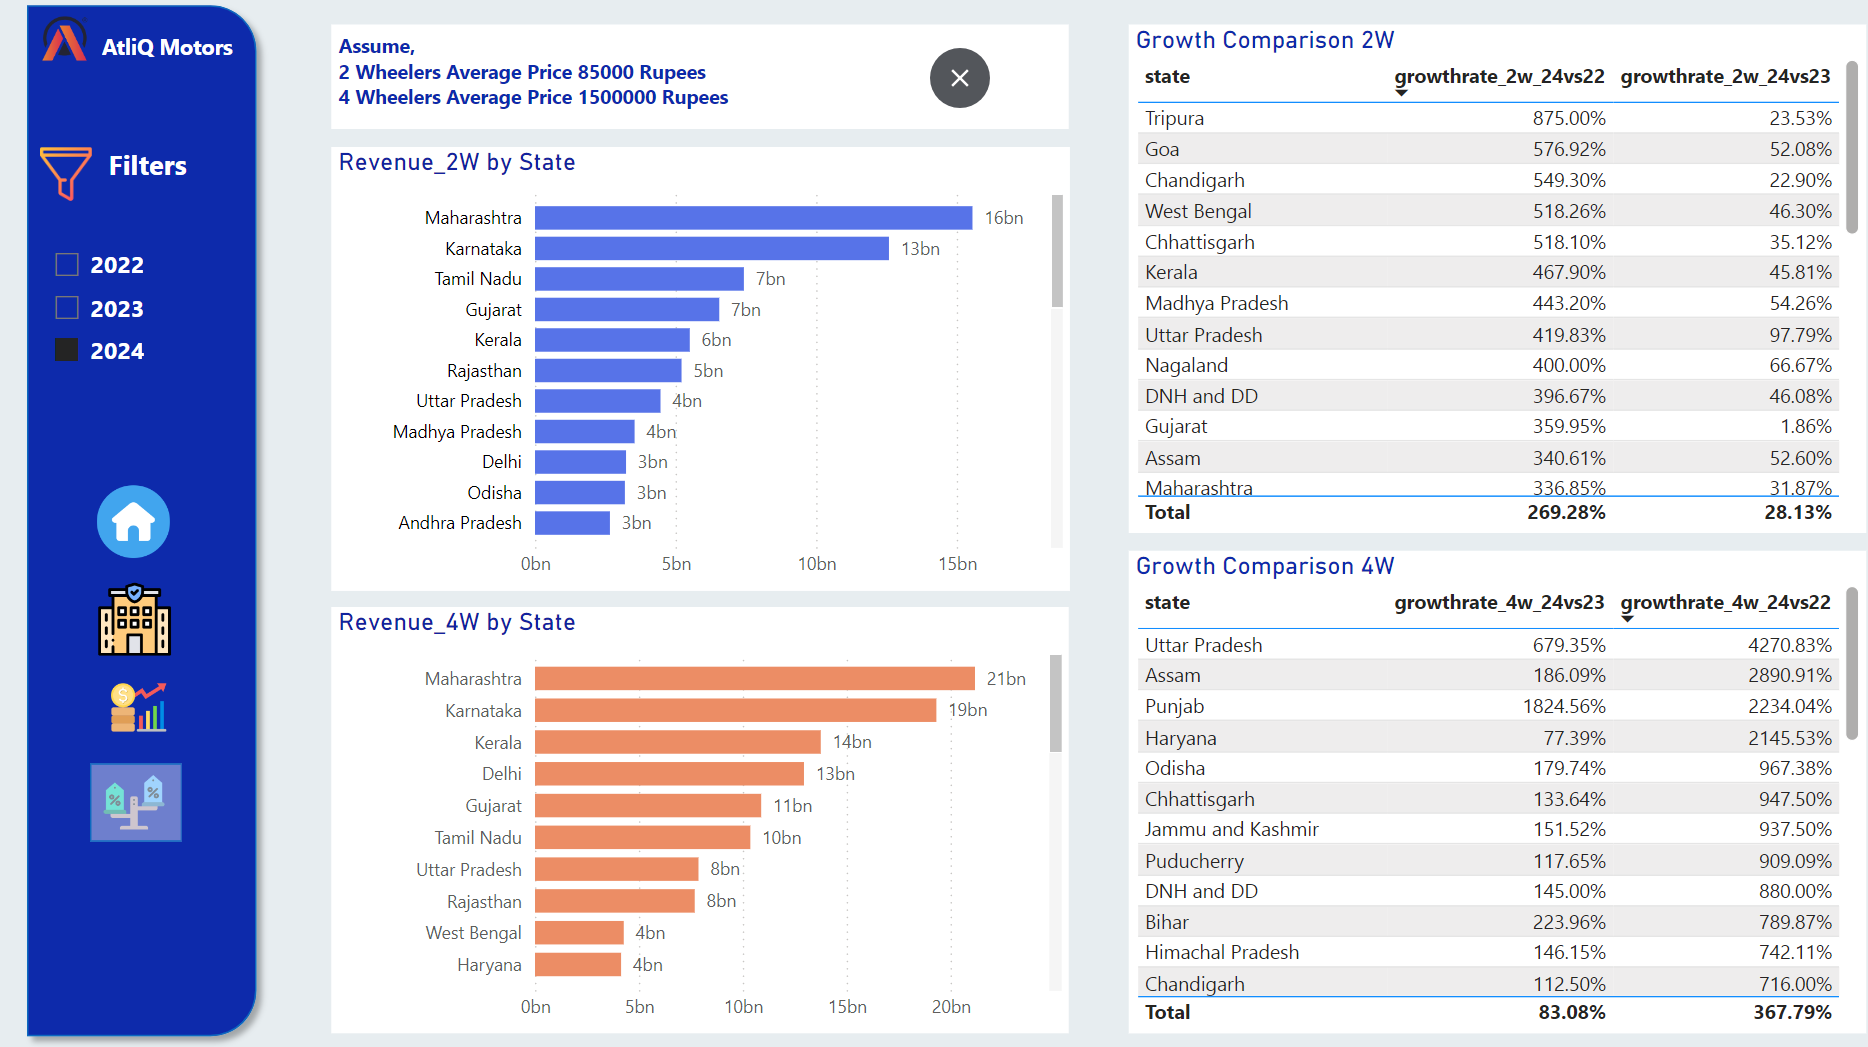 AtliQ Motors
Filters
2022
2023
2024
Assume,
2 Wheelers Average Price 85000 Rupees
4 Wheelers Average Price 1500000 Rupees
Revenue_2W by State
Maharashtra 16bn
Karnataka 13bn
Tamil Nadu 7bn
Gujarat 7bn
Kerala 6bn
Rajasthan 5bn
Uttar Pradesh 4bn
Madhya Pradesh 4bn
Delhi 3bn
Odisha 3bn
Andhra Pradesh 3bn
0bn 5bn 10bn 15bn
Revenue_4W by State
Maharashtra 21bn
Karnataka 19bn
Kerala 14bn
Delhi 13bn
Gujarat 11bn
Tamil Nadu 10bn
Uttar Pradesh 8bn
Rajasthan 8bn
West Bengal 4bn
Haryana 4bn
0bn 5bn 10bn 15bn 20bn
Growth Comparison 2W
state growthrate_2w_24vs22 growthrate_2w_24vs23
Tripura 875.00% 23.53%
Goa 576.92% 52.08%
Chandigarh 549.30% 22.90%
West Bengal 518.26% 46.30%
Chhattisgarh 518.10% 35.12%
Kerala 467.90% 45.81%
Madhya Pradesh 443.20% 54.26%
Uttar Pradesh 419.83% 97.79%
Nagaland 400.00% 66.67%
DNH and DD 396.67% 46.08%
Gujarat 359.95% 1.86%
Assam 340.61% 52.60%
Maharashtra 336.85% 31.87%
Total 269.28% 28.13%
Growth Comparison 4W
state growthrate_4w_24vs23 growthrate_4w_24vs22
Uttar Pradesh 679.35% 4270.83%
Assam 186.09% 2890.91%
Punjab 1824.56% 2234.04%
Haryana 77.39% 2145.53%
Odisha 179.74% 967.38%
Chhattisgarh 133.64% 947.50%
Jammu and Kashmir 151.52% 937.50%
Puducherry 117.65% 909.09%
DNH and DD 145.00% 880.00%
Bihar 223.96% 789.87%
Himachal Pradesh 146.15% 742.11%
Chandigarh 112.50% 716.00%
Total 83.08% 367.79%